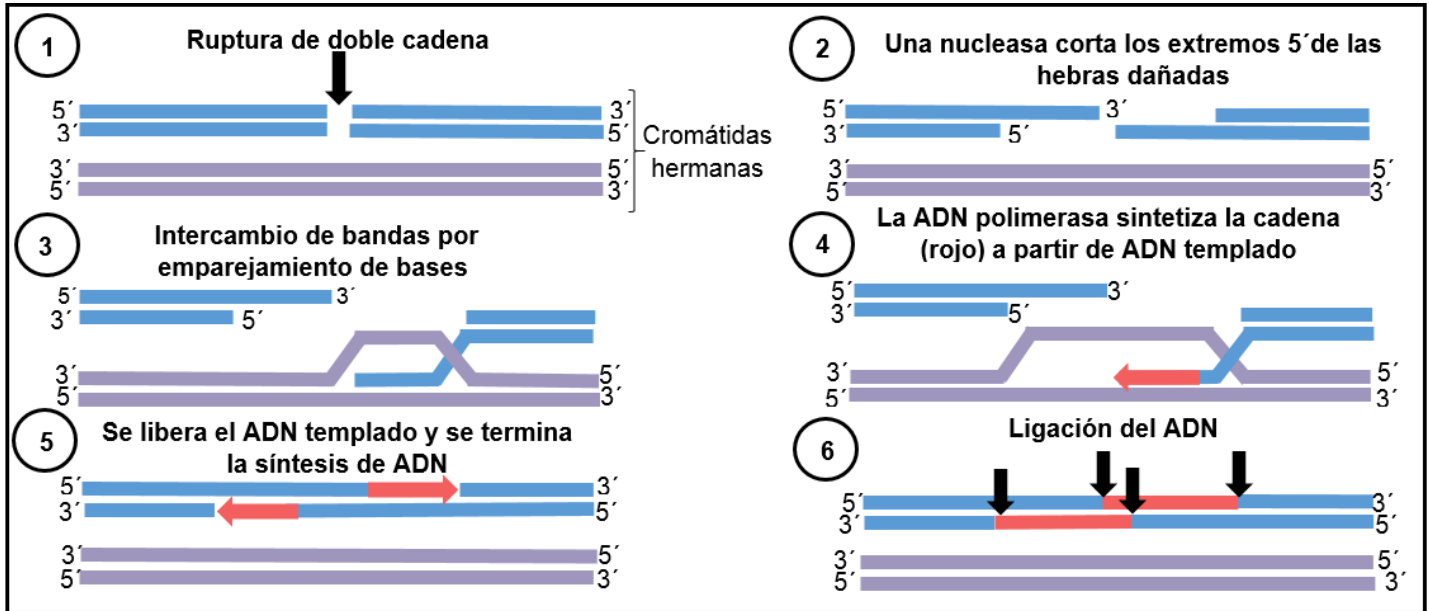 1
Ruptura de doble cadena
5´ 3´
3´ 5´
3´ 5´
5´ 3´
Cromátidas
hermanas
2
Una nucleasa corta los extremos 5´de las
hebras dañadas
3´
3´ 5´
3´ 5´
5´ 3´
3
Intercambio de bandas por
emparejamiento de bases
5´ 3´
3´ 5´
3´ 5´
5´ 3´
4
La ADN polimerasa sintetiza la cadena
(rojo) a partir de ADN templado
5´ 3´
3´ 5´
3´ 5´
5´ 3´
5
Se libera el ADN templado y se termina
la síntesis de ADN
5´ 3´
3´ 5´
3´ 5´
5´ 3´
6
Ligación del ADN
5´ 3´
3´ 5´
3´ 5´
5´ 3´